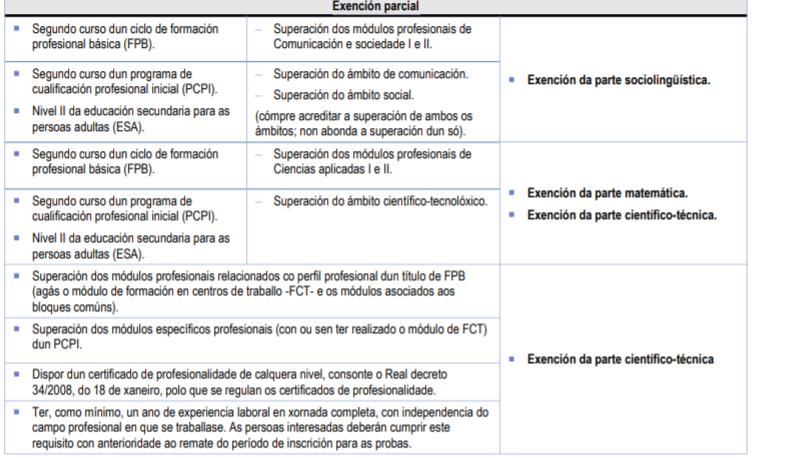 Exención parcial
Segundo curso dun ciclo de formación
profesional básica (FPB).
– Superación dos módulos profesionais de
Comunicación e sociedade I e II.
Segundo curso dun programa de
cualificación profesional inicial (PCPI).
Nivel II da educación secundaria para as
persoas adultas (ESA).
– Superación do ámbito de comunicación.
– Superación do ámbito social.
(cómpre acreditar a superación de ambos os
ámbitos; non abonda a superación dun só).
Exención da parte sociolingüística.
Segundo curso dun ciclo de formación
profesional básica (FPB).
– Superación dos módulos profesionais de
Ciencias aplicadas I e II.
Segundo curso dun programa de
cualificación profesional inicial (PCPI).
Nivel II da educación secundaria para as
persoas adultas (ESA).
– Superación do ámbito científico-tecnolóxico.
Exención da parte matemática.
Exención da parte científico-técnica.
Superación dos módulos profesionais relacionados co perfil profesional dun título de FPB
(agás o módulo de formación en centros de traballo -FCT- e os módulos asociados aos
bloques comúns).
Superación dos módulos específicos profesionais (con ou sen ter realizado o módulo de FCT)
dun PCPI.
Dispor dun certificado de profesionalidade de calquera nivel, consonte o Real decreto
34/2008, do 18 de xaneiro, polo que se regulan os certificados de profesionalidade.
Ter, como mínimo, un ano de experiencia laboral en xornada completa, con independencia do
campo profesional en que se traballase. As persoas interesadas deberán cumprir este
requisito con anterioridade ao remate do período de inscrición para as probas.
Exención da parte científico-técnica